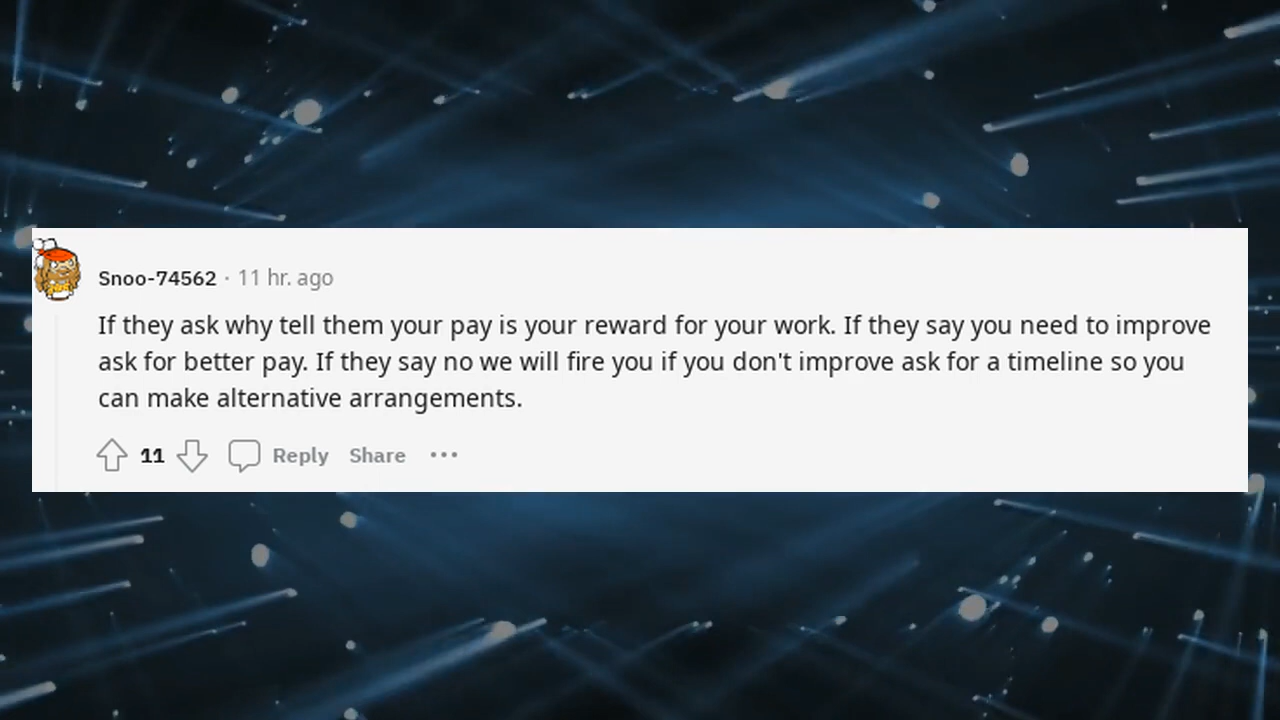 Snoo-74562 · 11 hr. ago
If they ask why tell them your pay is your reward for your work. If they say you need to improve
ask for better pay. If they say no we will fire you if you don't improve ask for a timeline so you
can make alternative arrangements.
11 Reply Share •••